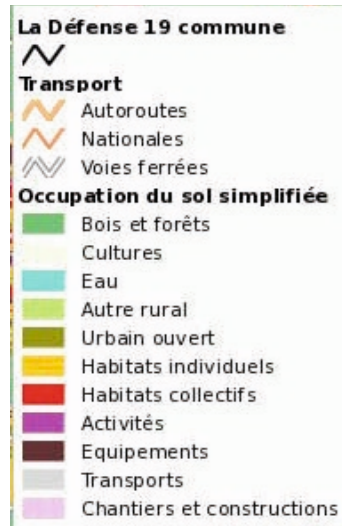 La Défense 19 commune
Transport
Autoroutes
Nationales
Voies ferrées
Occupation du sol simplifiée
Bois et forêts
Cultures
Eau
Autre rural
Urbain ouvert
Habitats individuels
Habitats collectifs
Activités
Equipements
Transports
Chantiers et constructions